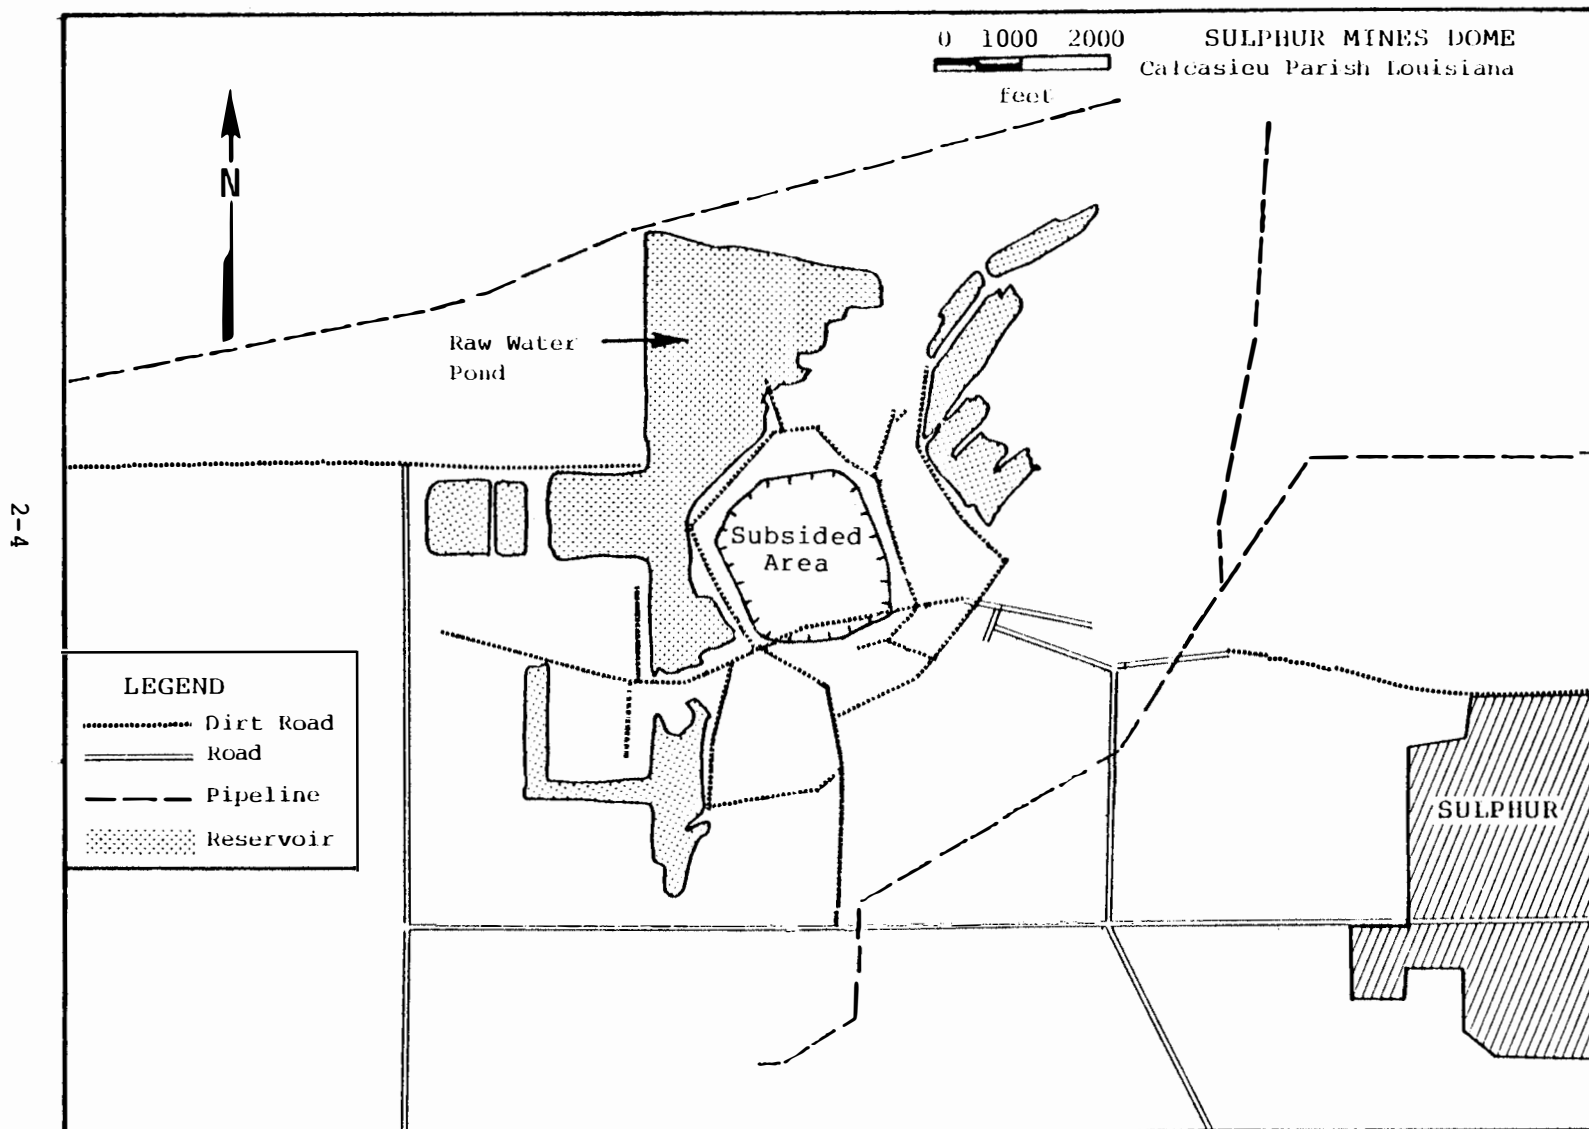 0 1000 2000
feet
SULPHUR MINES DOME
Calcasieu Parish Louisiana
N
Raw Water
Pond
Subsided
Area
2-4
LEGEND
Dirt Road
Road
Pipeline
Reservoir
SULPHUR